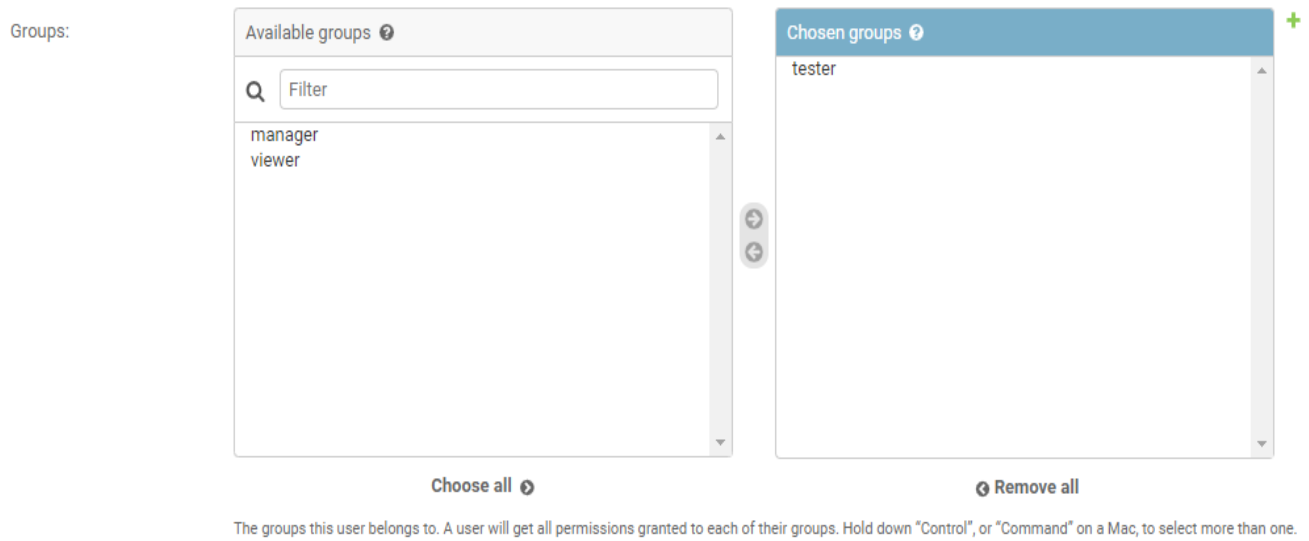 Groups:
Available groups
Filter
manager
viewer
Choose all
Chosen groups
tester
Remove all
The groups this user belongs to. A user will get all permissions granted to each of their groups. Hold down “Control”, or “Command” on a Mac, to select more than one.